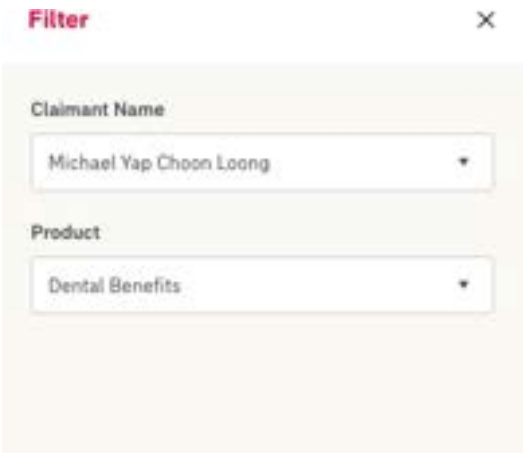 Filter
Claimant Name
Michael Yap Choon Loong
Product
Dental Benefits